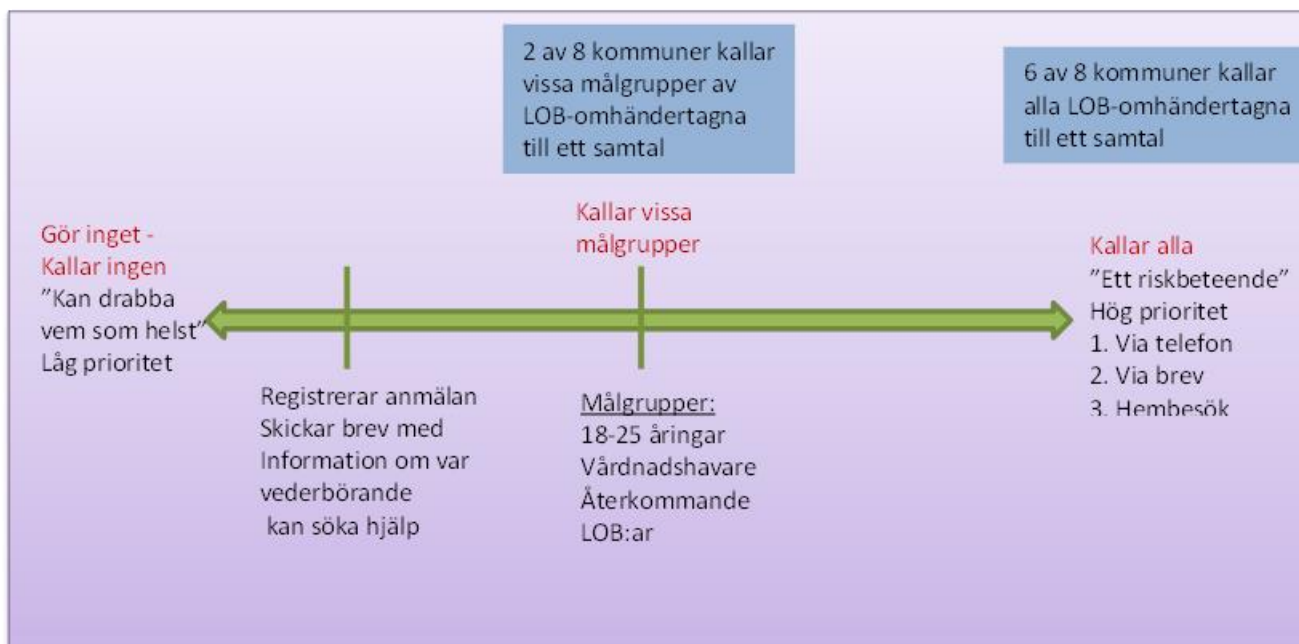 2 av 8 kommuner kallar
vissa målgrupper av
LOB-omhändertagna
till ett samtal
6 av 8 kommuner kallar
alla LOB-omhändertagna
till ett samtal
Gör inget -
Kallar ingen
”Kan drabba
vem som helst”
Låg prioritet
Kallar vissa
målgrupper
Kallar alla
”Ett riskbeteende”
Hög prioritet
1. Via telefon
2. Via brev
3. Hembesök
Registrerar anmälan
Skickar brev med
Information om var
vederbörande
kan söka hjälp
Målgrupper:
18-25 åringar
Vårdnadshavare
Återkommande
LOB:ar